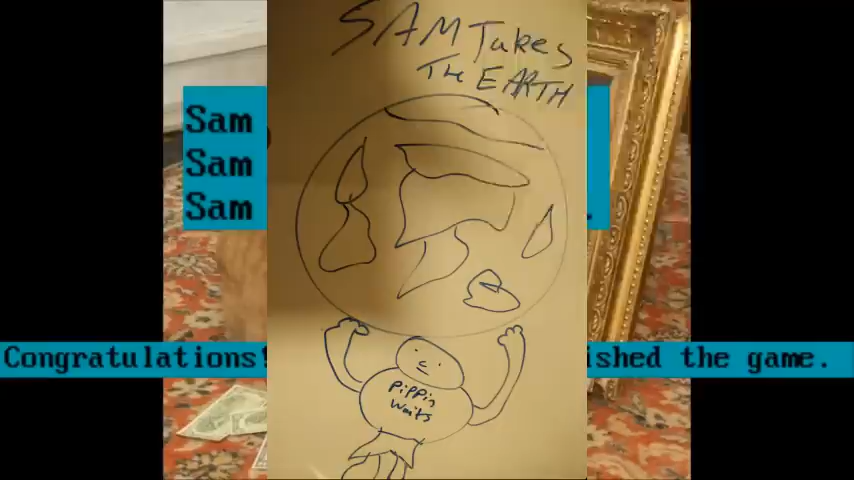 SAM Takes
The EARTH
Sam
Sam
Sam .
Congratulations! ished the game.
Pippin
Waits